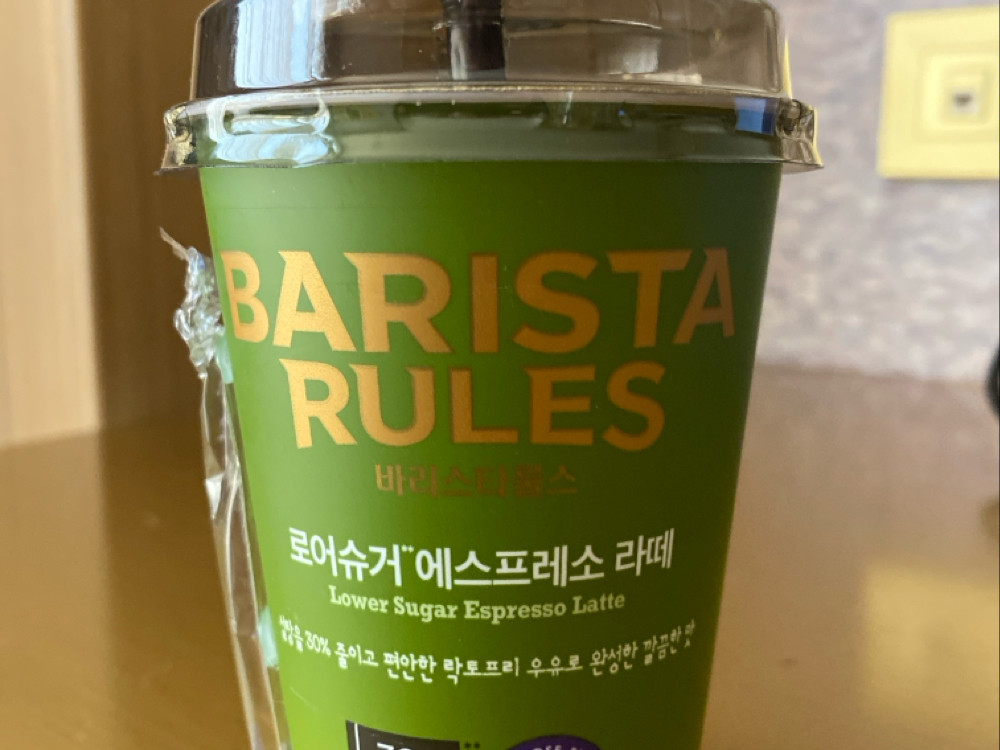 BARISTA
RULES
바리스타룰스
로어슈거**에스프레소 라떼
Lower Sugar Espresso Latte
설탕을 30% 줄이고 편안한 락토프리 우유로 완성한 깔끔한 맛